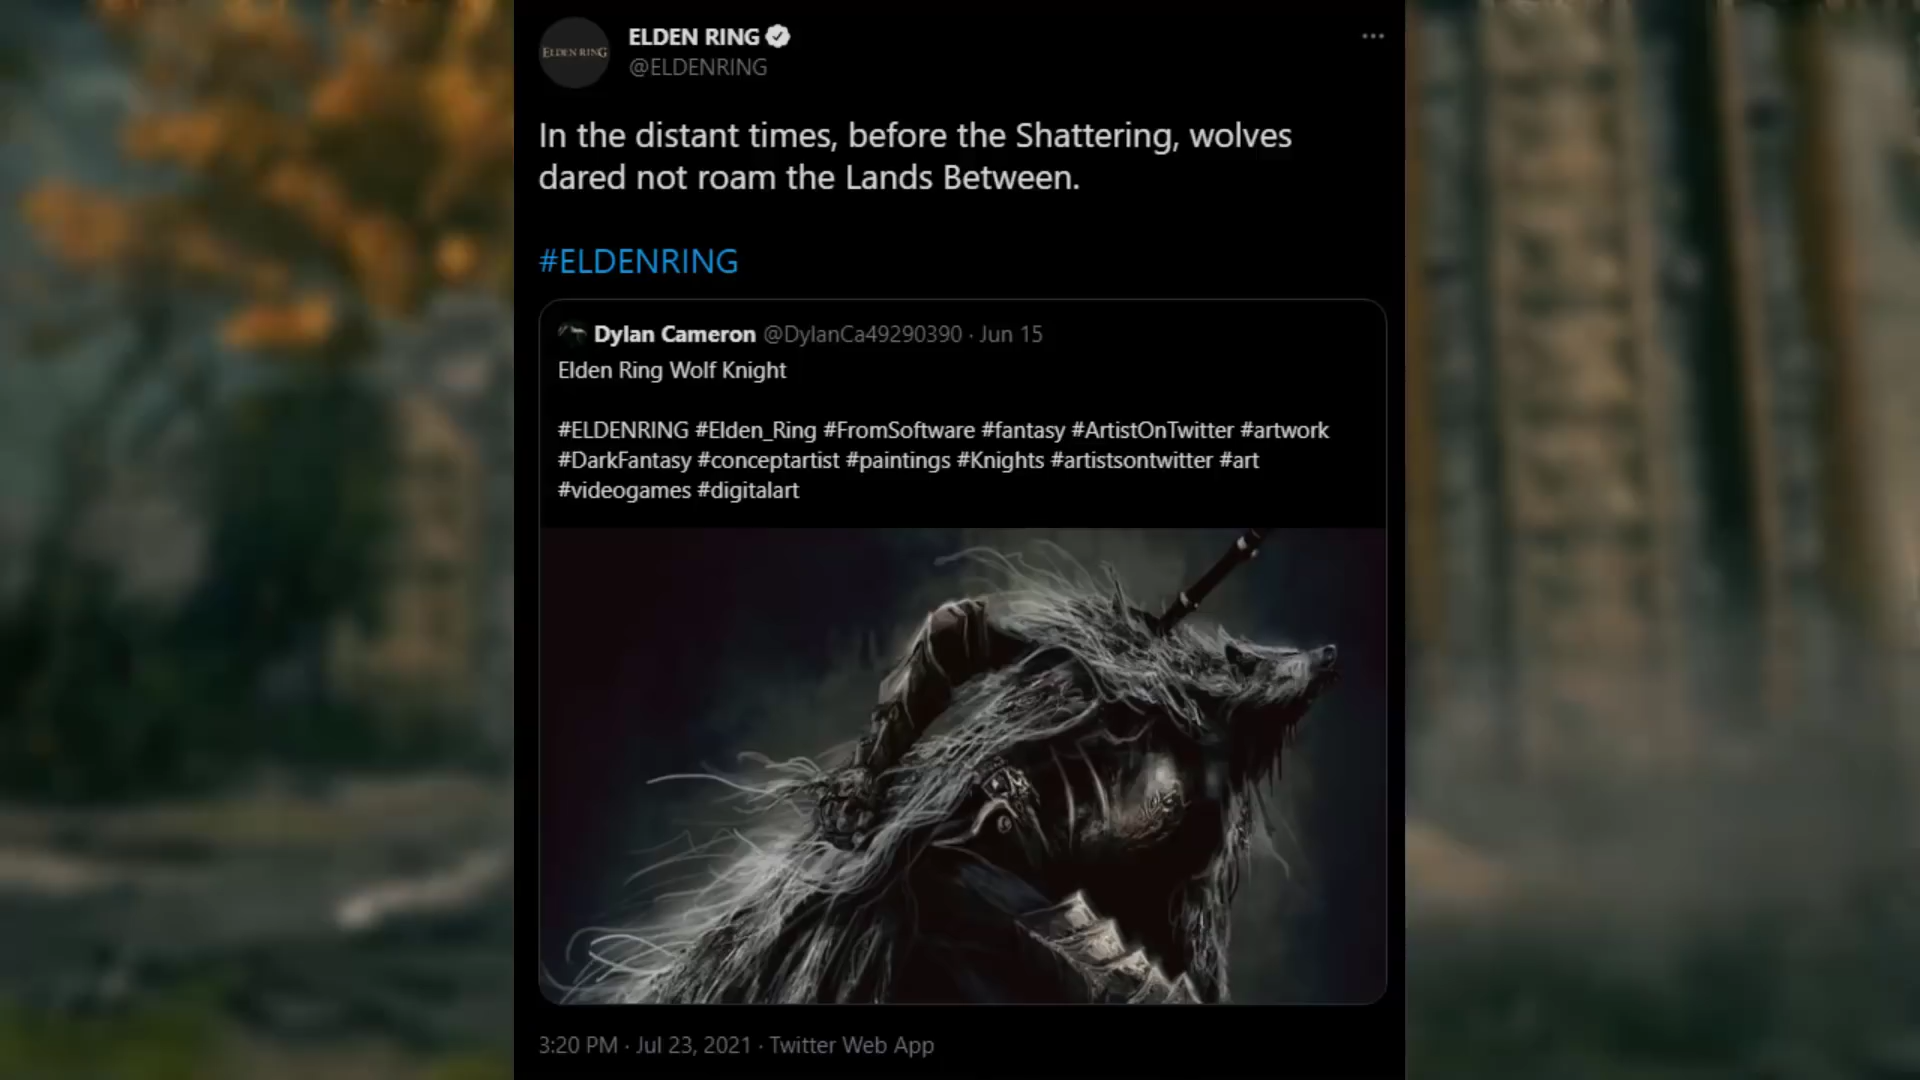 ELDEN RING
ELDEN RING
@ELDENRING
In the distant times, before the Shattering, wolves
dared not roam the Lands Between.
#ELDENRING
Dylan Cameron @DylanCa49290390 · Jun 15
Elden Ring Wolf Knight
#ELDENRING #Elden_Ring #FromSoftware #fantasy #ArtistOnTwitter #artwork
#DarkFantasy #conceptartist #paintings #Knights #artistsontwitter #art
#videogames #digitalart
3:20 PM · Jul 23, 2021 · Twitter Web App